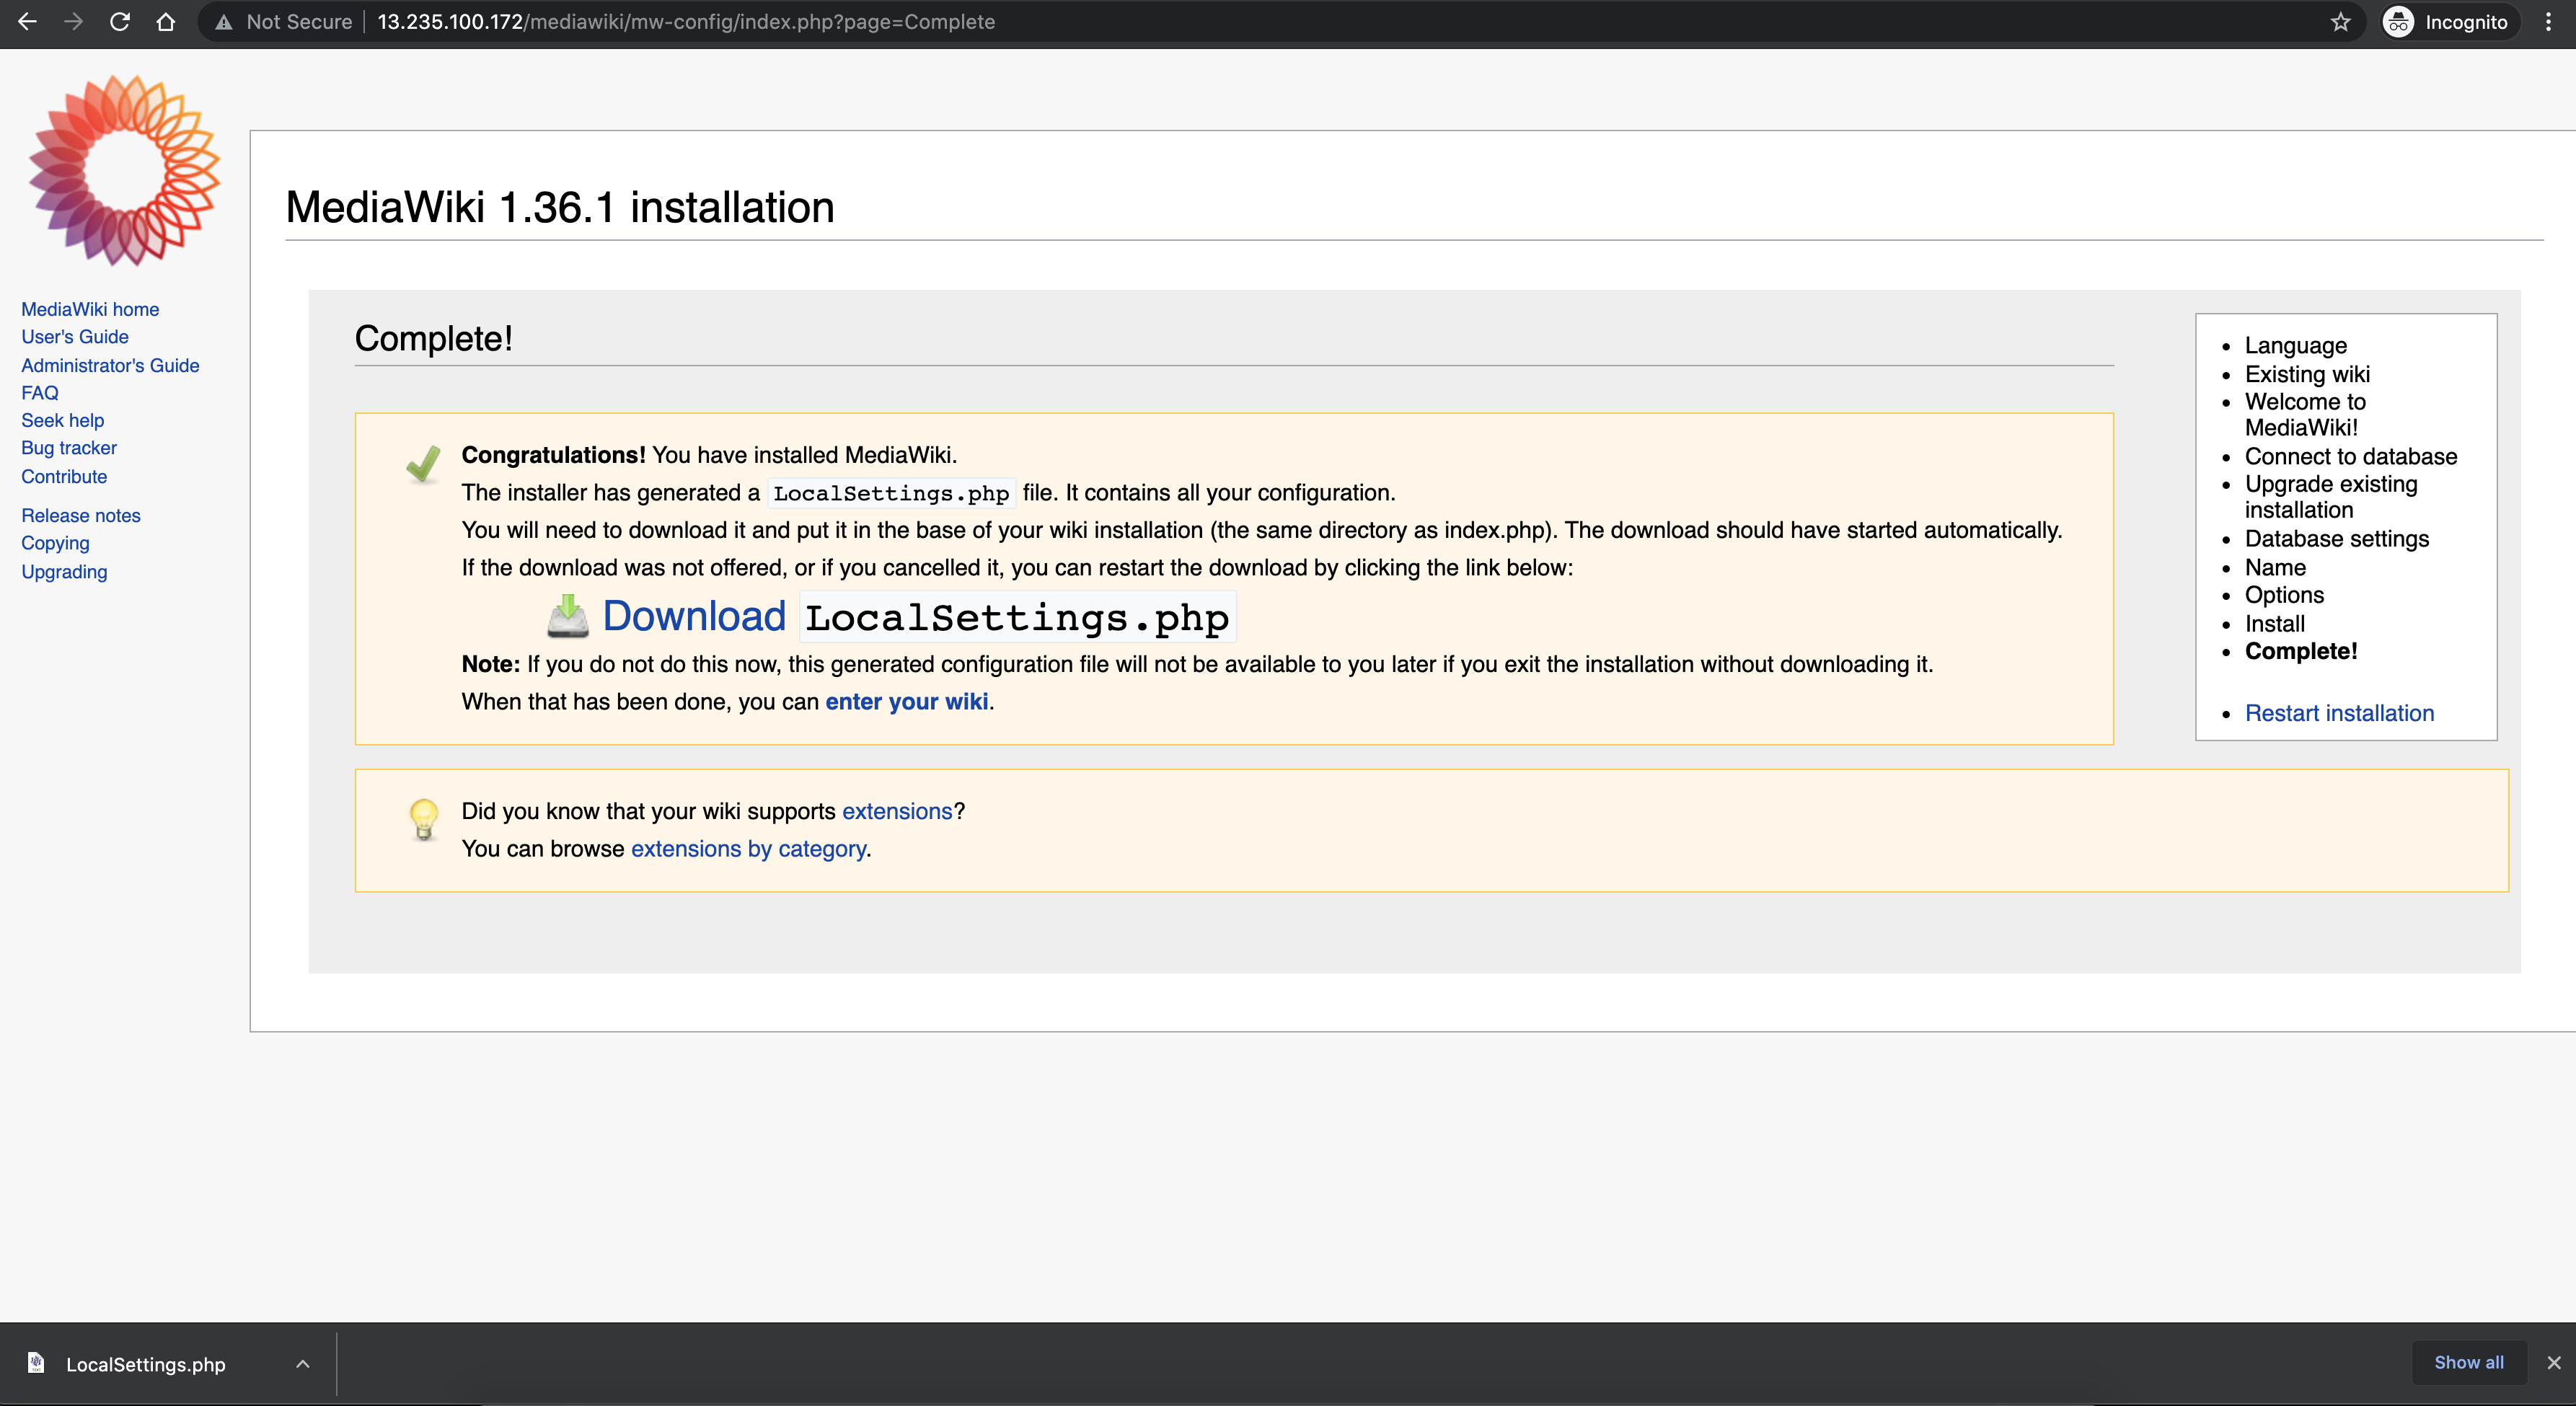 Not Secure | 13.235.100.172/mediawiki/mw-config/index.php?page=Complete
Incognito
MediaWiki home
User's Guide
Administrator's Guide
FAQ
Seek help
Bug tracker
Contribute
Release notes
Copying
Upgrading
MediaWiki 1.36.1 installation
Complete!
Congratulations! You have installed MediaWiki.
The installer has generated a LocalSettings.php file. It contains all your configuration.
You will need to download it and put it in the base of your wiki installation (the same directory as index.php). The download should have started automatically.
If the download was not offered, or if you cancelled it, you can restart the download by clicking the link below:
Download LocalSettings.php
Note: If you do not do this now, this generated configuration file will not be available to you later if you exit the installation without downloading it.
When that has been done, you can enter your wiki.
Did you know that your wiki supports extensions?
You can browse extensions by category.
Language
Existing wiki
Welcome to
MediaWiki!
Connect to database
Upgrade existing
installation
Database settings
Name
Options
Install
Complete!
Restart installation
LocalSettings.php
Show all